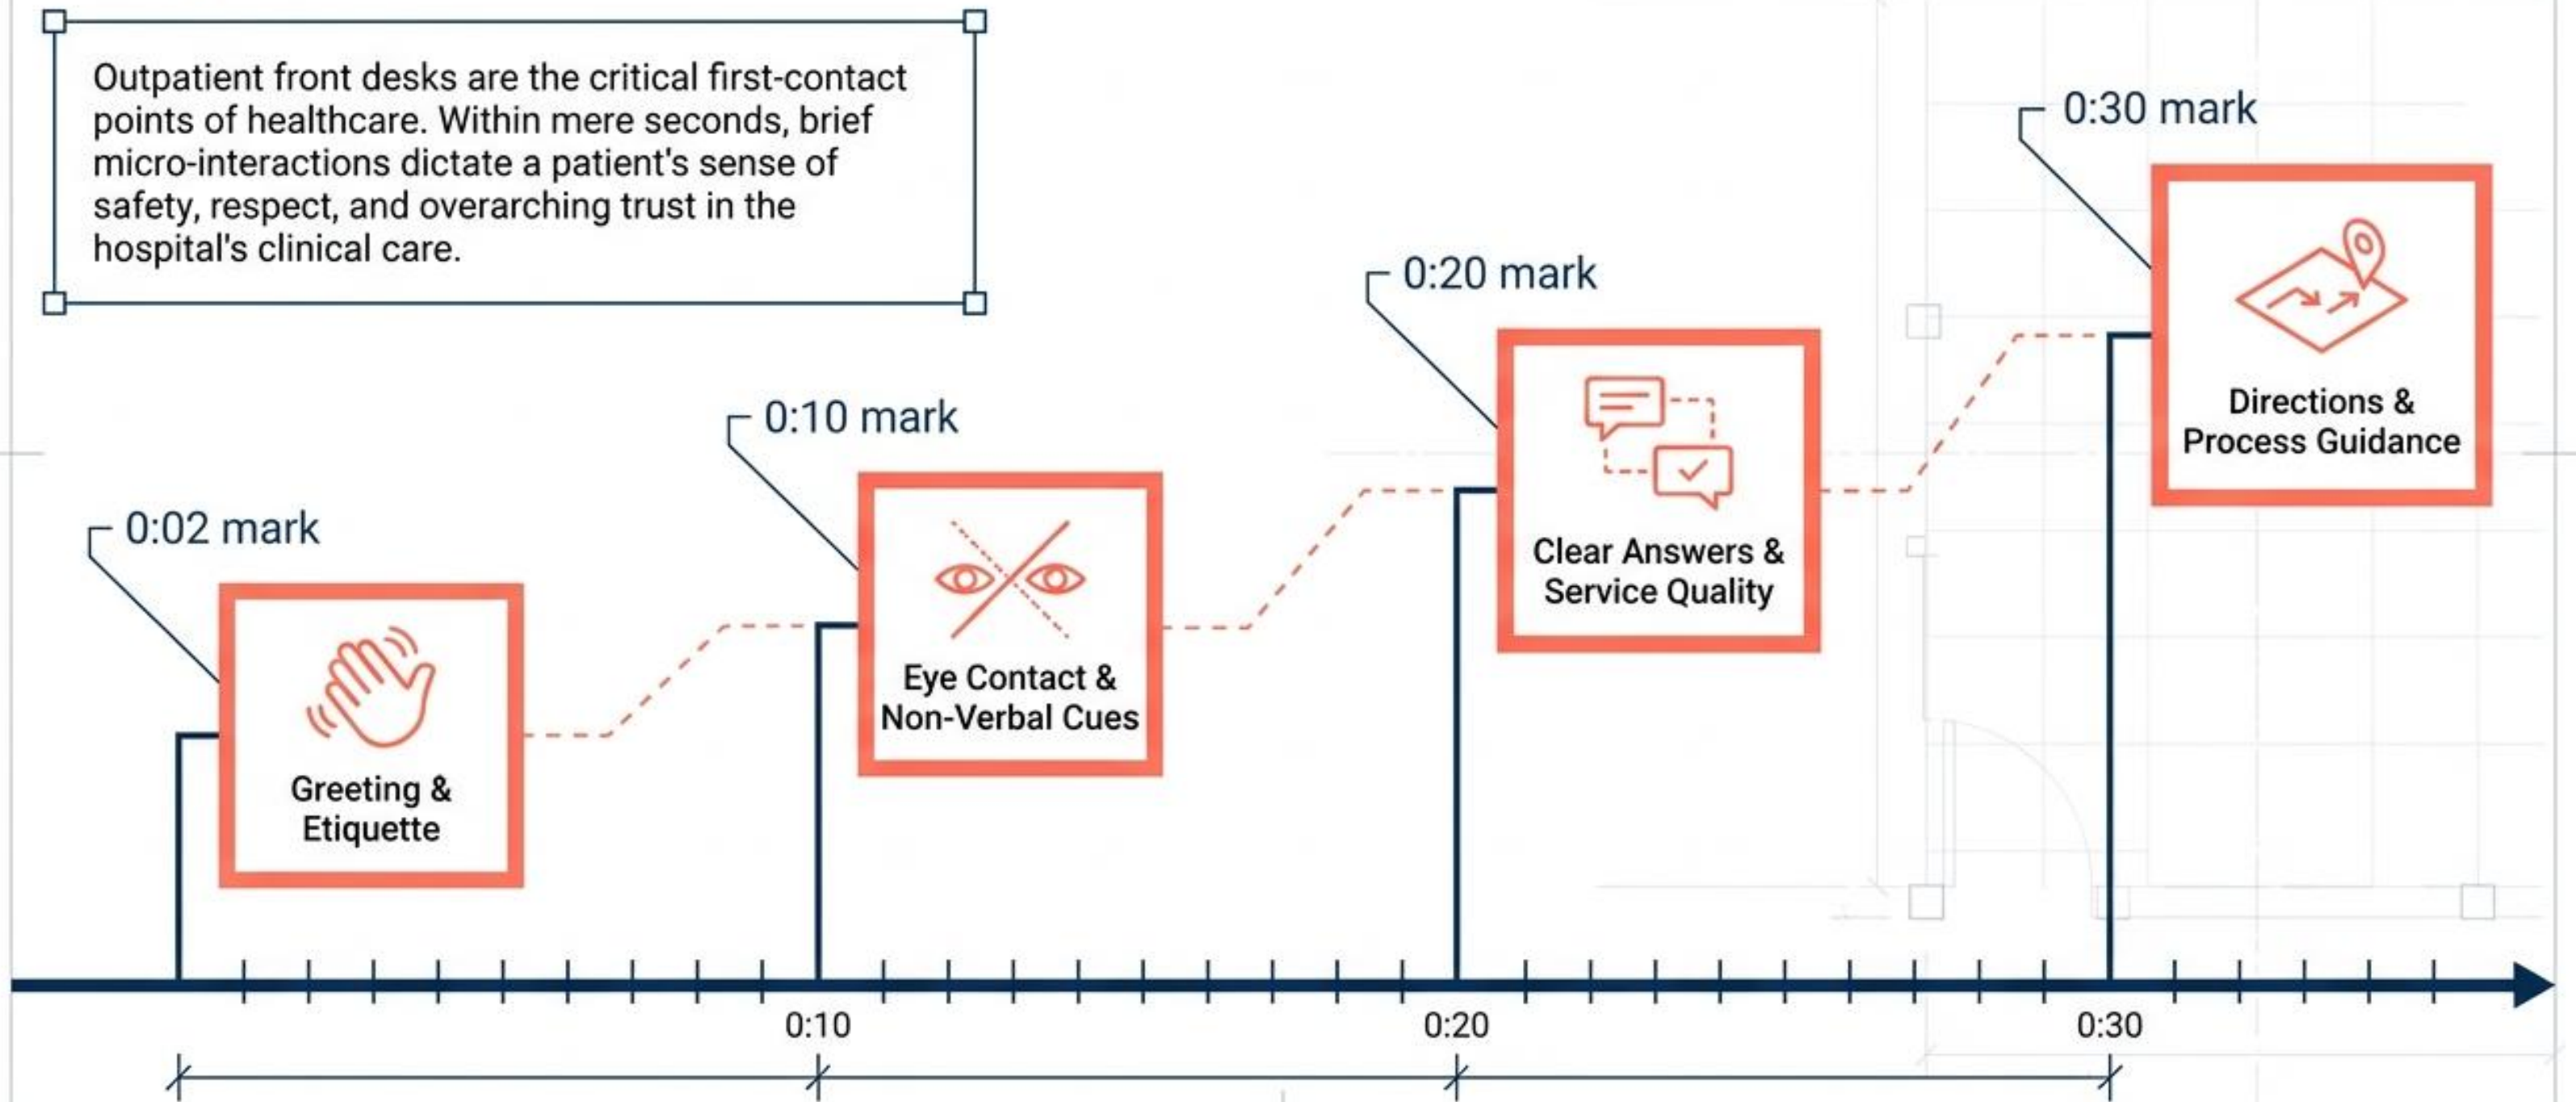 Outpatient front desks are the critical first-contact
points of healthcare. Within mere seconds, brief
micro-interactions dictate a patient's sense of
safety, respect, and overarching trust in the
hospital's clinical care.
0:02 mark
Greeting &
Etiquette
0:10 mark
Eye Contact &
Non-Verbal Cues
0:20 mark
Clear Answers &
Service Quality
0:30 mark
Directions &
Process Guidance
0:10
0:20
0:30